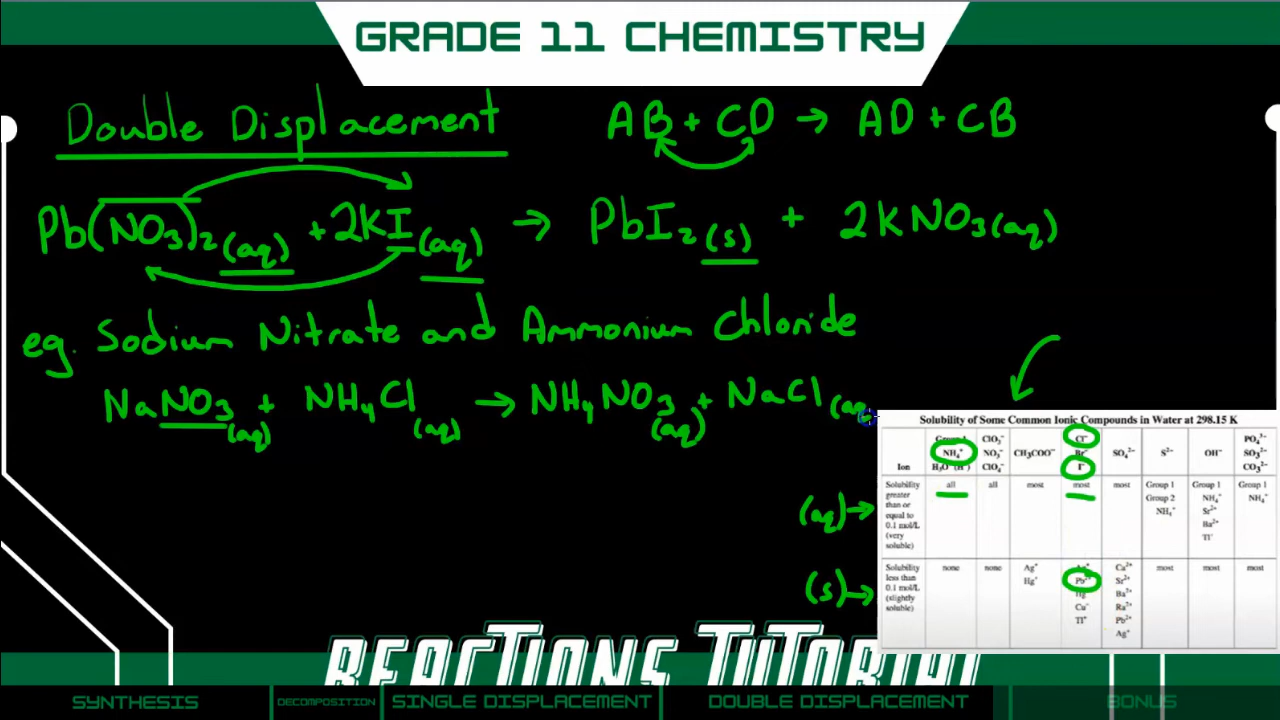 GRADE 11 CHEMISTRY
Double Displacement
AB + CD → AD + CB
Pb(NO₃)₂(aq) + 2KI(aq) → PbI₂(s) + 2KNO₃(aq)
eg. Sodium Nitrate and Ammonium Chloride
NaNO₃(aq) + NH₄Cl(aq) → NH₄NO₃(aq) + NaCl(aq
(aq)→
(s)→
Solubility of Some Common Ionic Compounds in Water at 298.15 K
Ion
NH₄⁺
ClO₃⁻
NO₃⁻
ClO₄⁻
CH₃COO⁻
Cl⁻
Br⁻
I⁻
SO₄²⁻
S²⁻
OH⁻
PO₄³⁻
SO₃²⁻
CO₃²⁻
Solubility
greater
than or
equal to
0.1 mol/L
(very
soluble)
all
all
most
most
most
Group 1
Group 2
NH₄⁺
Group 1
NH₄⁺
Sr²⁺
Ba²⁺
Tl⁺
Group 1
NH₄⁺
Solubility
less than
0.1 mol/L
(slightly
soluble)
none
none
Ag⁺
Hg⁺
Ag⁺
Pb²⁺
Hg⁺
Cu⁺
Tl⁺
Ca²⁺
Sr²⁺
Ba²⁺
Ra²⁺
Pb²⁺
Ag⁺
most
most
most
REACTIONS TUTORIAL
SYNTHESIS
DECOMPOSITION
SINGLE DISPLACEMENT
DOUBLE DISPLACEMENT
BONUS